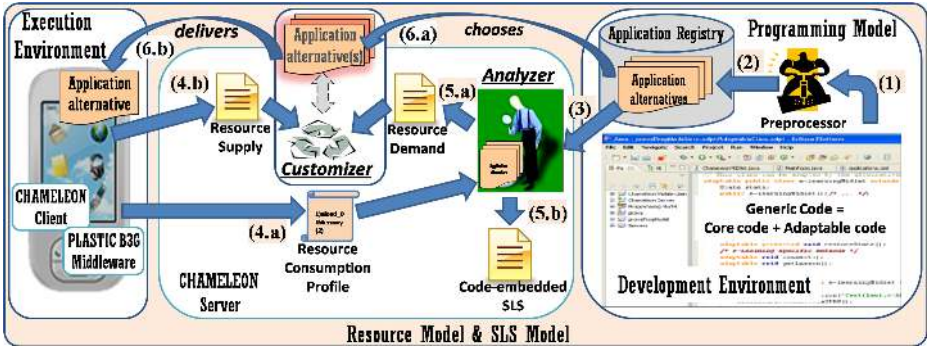 Execution
Environment
delivers
(6.b)
Application
alternative
(4.b)
Resource
Supply
CHAMELEON
Client
PLASTIC B3G
Middleware
Application
alternative(s)
Customizer
(6.a)
chooses
Analyzer
(5.a)
Resource
Demand
(3)
(4.a)
Resource
Consumption
Profile
(5.b)
Code-embedded
SLS
CHAMELEON
Server
Application Registry
Application
alternatives
(2)
Programming Model
(1)
Preprocessor
Generic Code =
Core code + Adaptable code
Development Environment
Resource Model & SLS Model